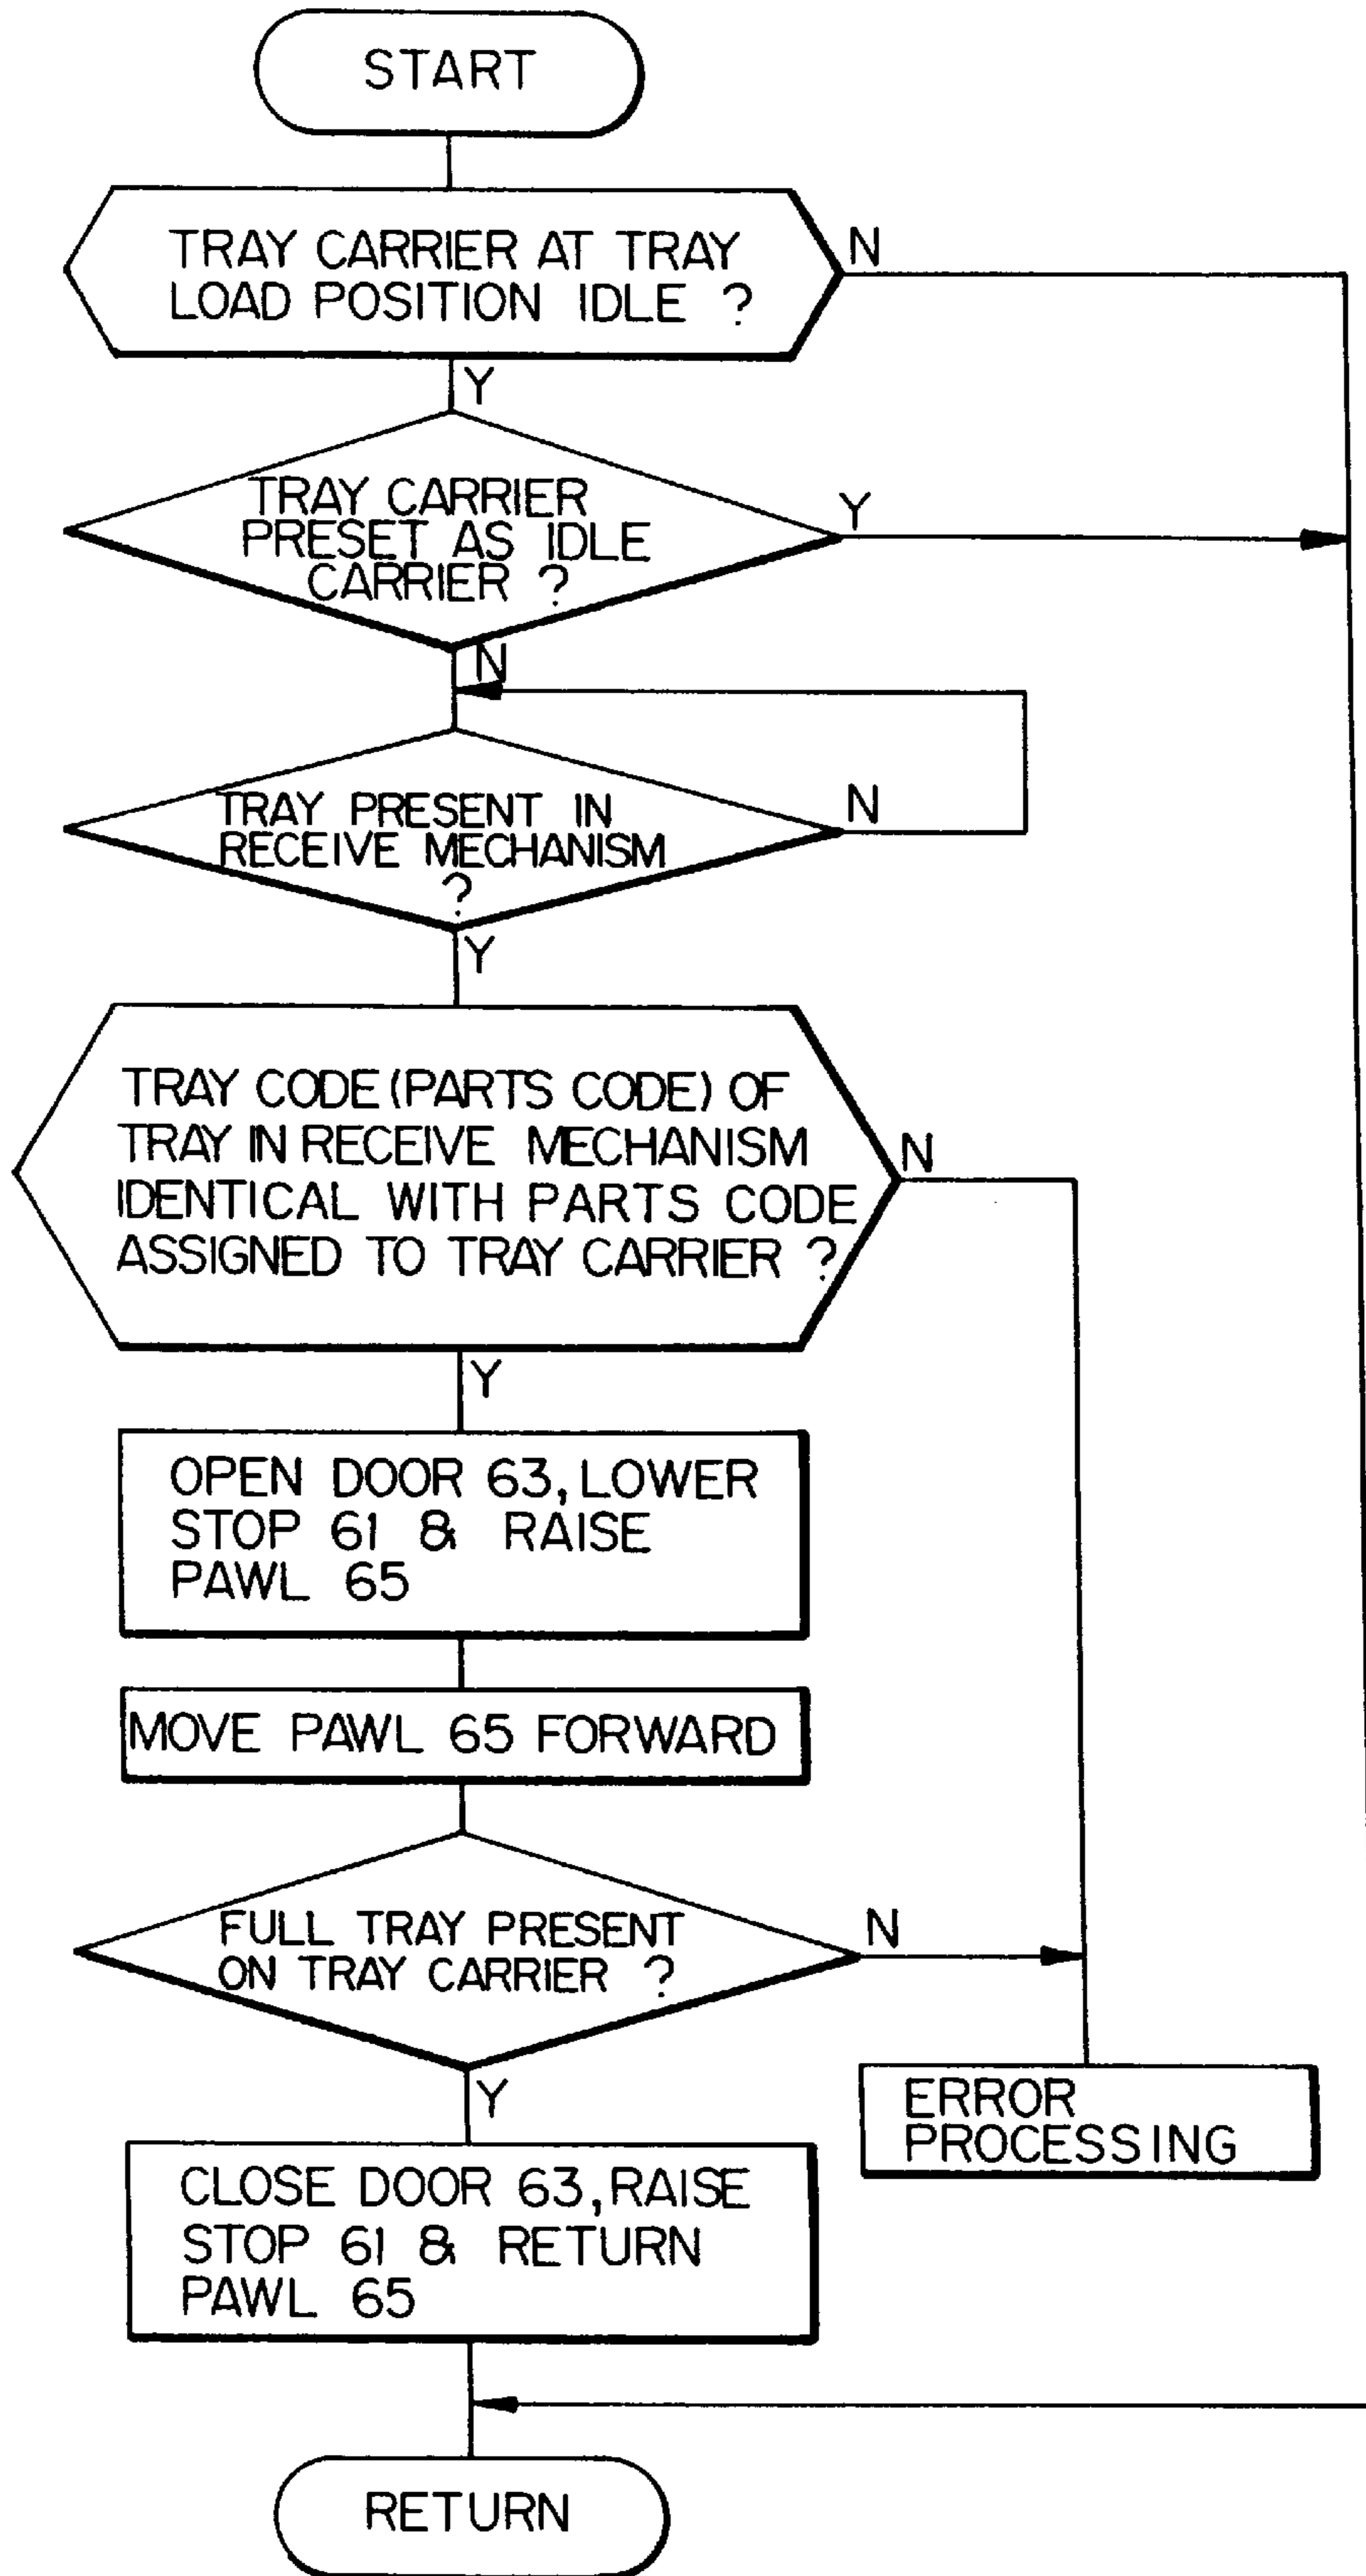 START
TRAY CARRIER AT TRAY
LOAD POSITION IDLE ?
N
Y
TRAY CARRIER
PRESET AS IDLE
CARRIER ?
Y
N
TRAY PRESENT IN
RECEIVE MECHANISM
?
N
Y
TRAY CODE (PARTS CODE) OF
TRAY IN RECEIVE MECHANISM
IDENTICAL WITH PARTS CODE
ASSIGNED TO TRAY CARRIER ?
N
Y
OPEN DOOR 63, LOWER
STOP 61 & RAISE
PAWL 65
MOVE PAWL 65 FORWARD
FULL TRAY PRESENT
ON TRAY CARRIER ?
N
Y
ERROR
PROCESSING
CLOSE DOOR 63, RAISE
STOP 61 & RETURN
PAWL 65
RETURN